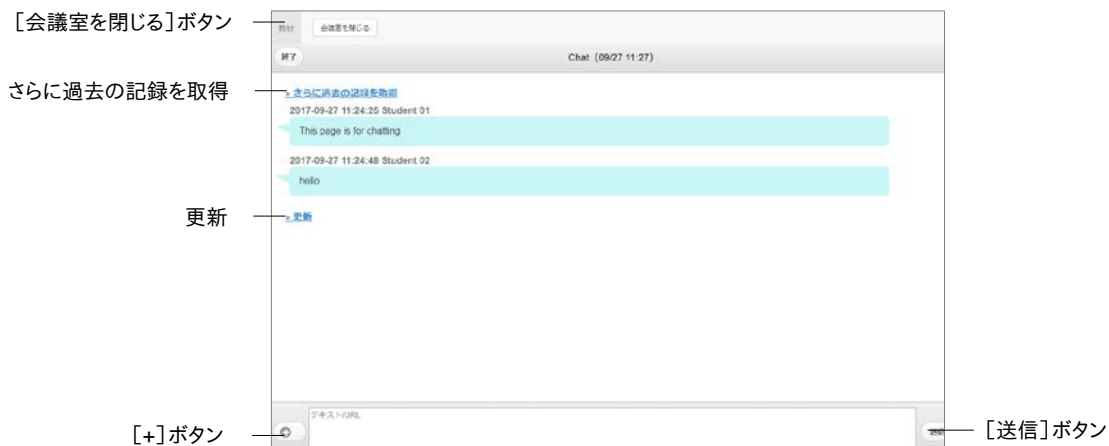 ［会議室を閉じる］ボタン
教材 会議室を閉じる
終了 Chat (09/27 11:27)
さらに過去の記録を取得
» さらに過去の記録を取得
2017-09-27 11:24:25 Student 01
This page is for chatting
2017-09-27 11:24:48 Student 02
hello
更新
» 更新
テキスト/URL
［+］ボタン
送信
［送信］ボタン